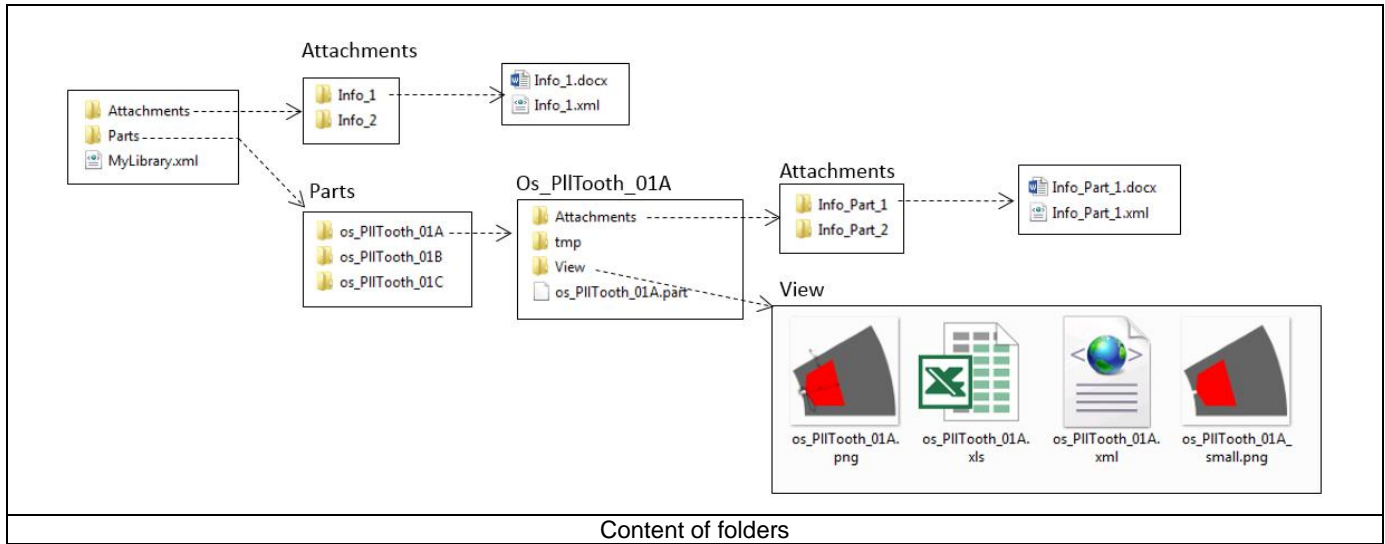 Attachments
Info_1
Info_2
Info_1.docx
Info_1.xml
Attachments
Parts
MyLibrary.xml
Parts
os_PllTooth_01A
os_PllTooth_01B
os_PllTooth_01C
Os_PllTooth_01A
Attachments
tmp
View
os_PllTooth_01A.part
Attachments
Info_Part_1
Info_Part_2
Info_Part_1.docx
Info_Part_1.xml
View
os_PllTooth_01A.
png
os_PllTooth_01A.
xls
os_PllTooth_01A.
xml
os_PllTooth_01A_
small.png
Content of folders